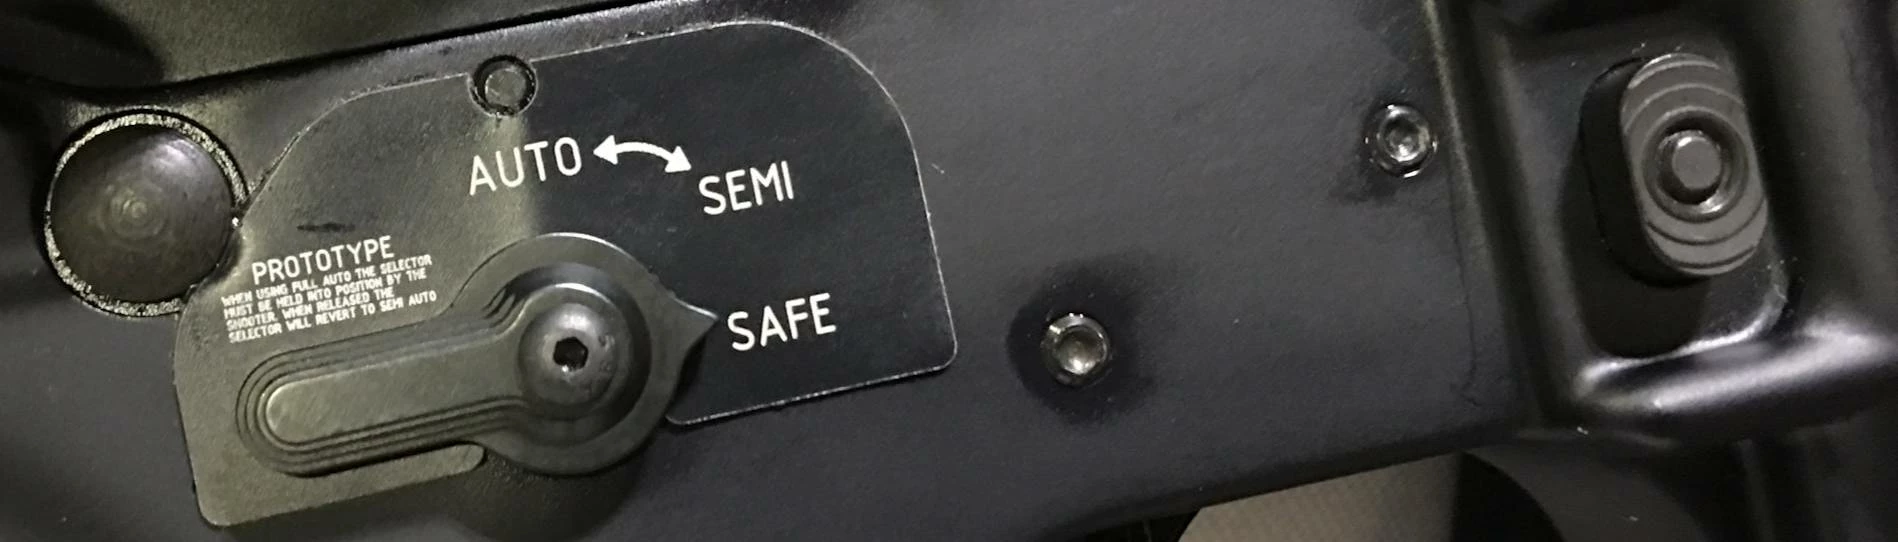 AUTO
SEMI
PROTOTYPE
WHEN USING FULL AUTO THE SELECTOR
MUST BE HELD INTO POSITION BY THE
SHOOTER. WHEN RELEASED THE
SELECTOR WILL REVERT TO SEMI AUTO
SAFE